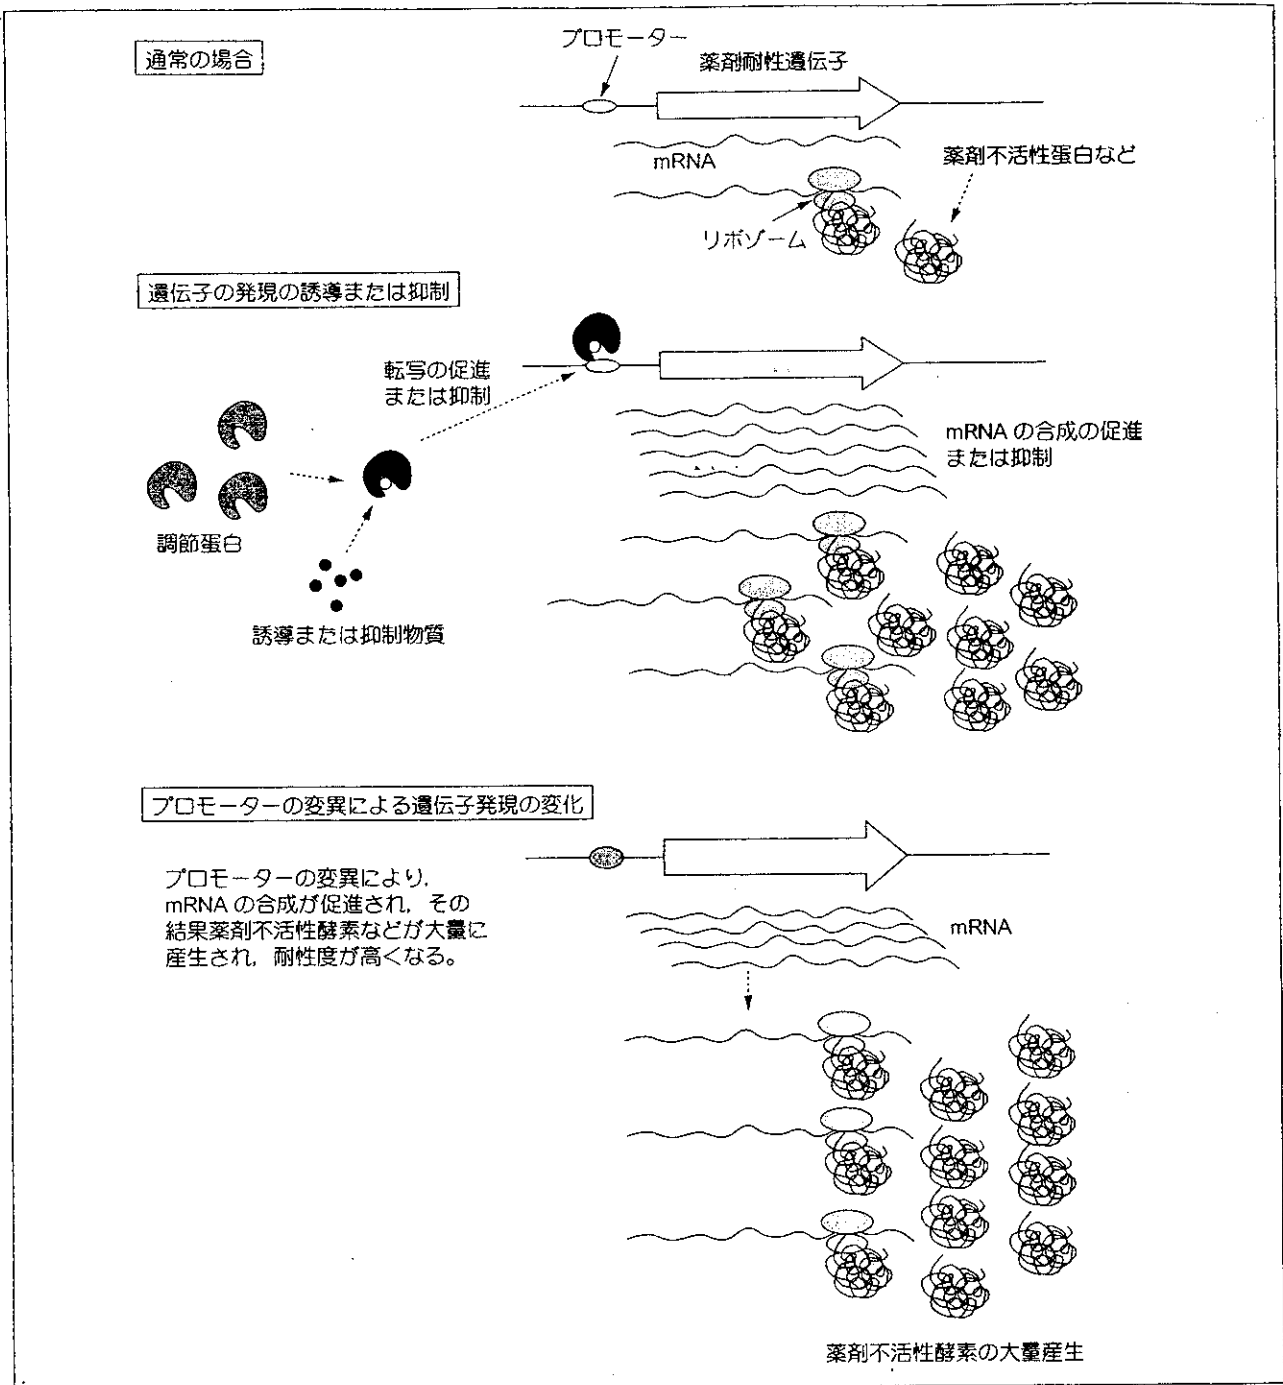 通常の場合
プロモーター
薬剤耐性遺伝子
mRNA
薬剤不活性蛋白など
リボゾーム
遺伝子の発現の誘導または抑制
転写の促進
または抑制
mRNA の合成の促進
または抑制
調節蛋白
誘導または抑制物質
プロモーターの変異による遺伝子発現の変化
プロモーターの変異により,
mRNA の合成が促進され, その
結果薬剤不活性酵素などが大量に
産生され, 耐性度が高くなる。
mRNA
薬剤不活性酵素の大量産生